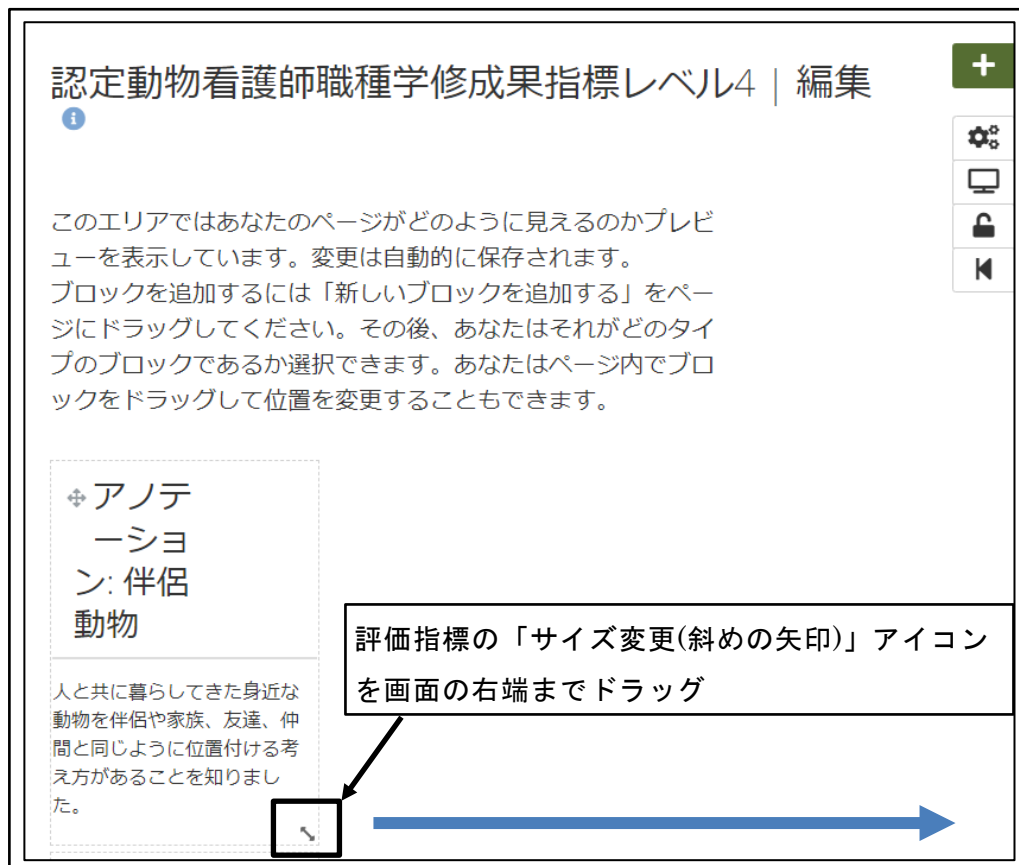 認定動物看護師職種学修成果指標レベル4 | 編集
このエリアではあなたのページがどのように見えるのかプレビ
ューを表示しています。変更は自動的に保存されます。
ブロックを追加するには「新しいブロックを追加する」をペー
ジにドラッグしてください。その後、あなたはそれがどのタイ
プのブロックであるか選択できます。あなたはページ内でブロ
ックをドラッグして位置を変更することもできます。
アノテ
ーショ
ン: 伴侶
動物
人と共に暮らしてきた身近な
動物を伴侶や家族、友達、仲
間と同じように位置付ける考
え方があることを知りまし
た。
評価指標の「サイズ変更(斜めの矢印)」アイコン
を画面の右端までドラッグ